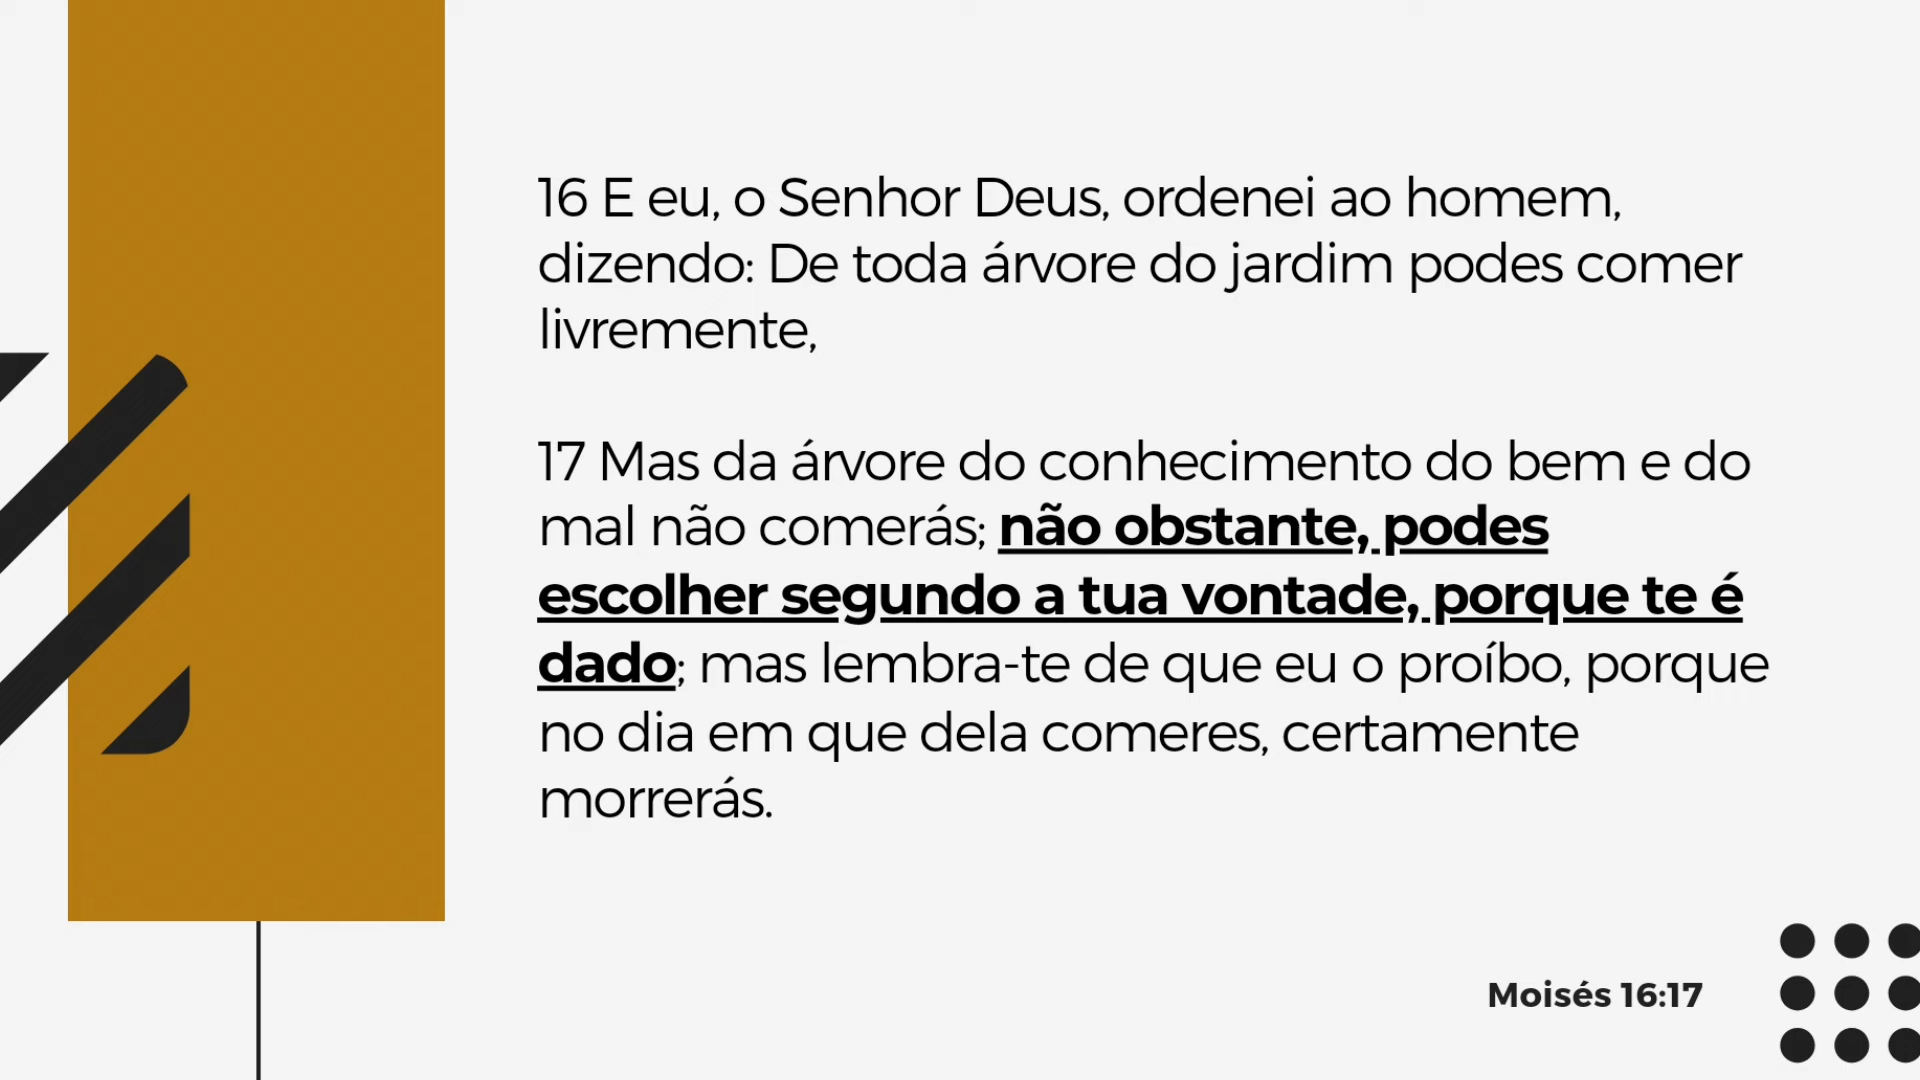 16 E eu, o Senhor Deus, ordenei ao homem,
dizendo: De toda árvore do jardim podes comer
livremente,
17 Mas da árvore do conhecimento do bem e do
mal não comerás; não obstante, podes
escolher segundo a tua vontade, porque te é
dado; mas lembra-te de que eu o proíbo, porque
no dia em que dela comeres, certamente
morrerás.
Moisés 16:17